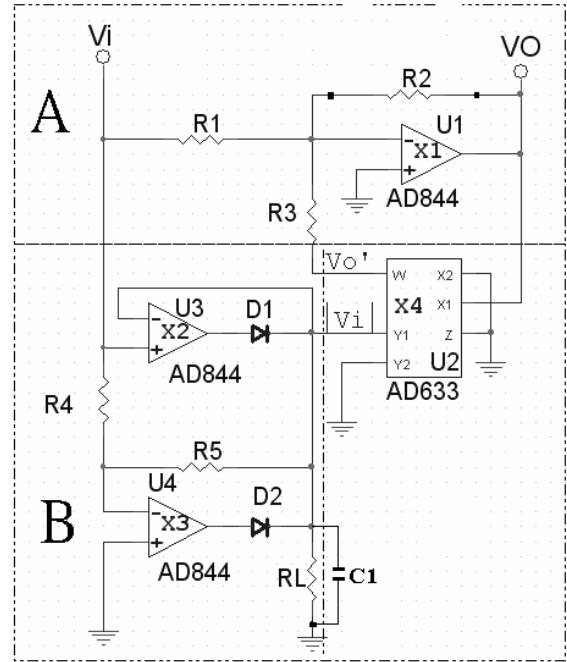 Vi
VO
A
R2
R1
U1
X1
AD844
R3
Vo'
W
X2
X4
X1
Vi
Y1
Z
Y2
U2
AD633
U3
D1
X2
AD844
R4
R5
U4
D2
B
X3
AD844
RL
C1